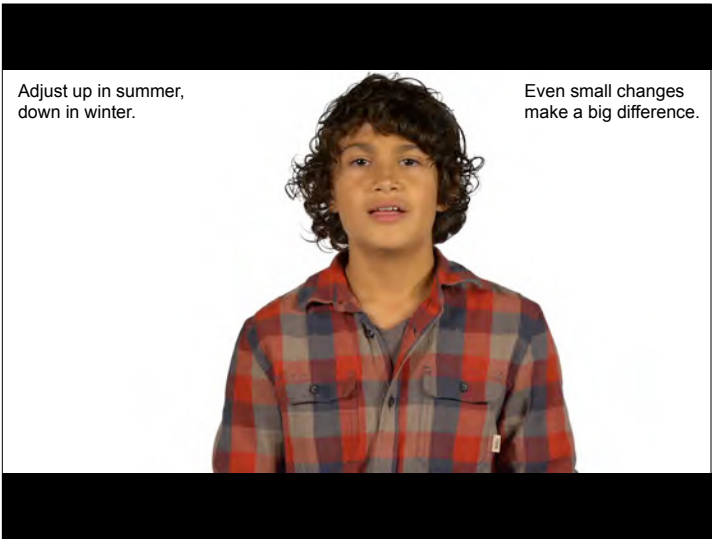 Adjust up in summer,
down in winter.
Even small changes
make a big difference.